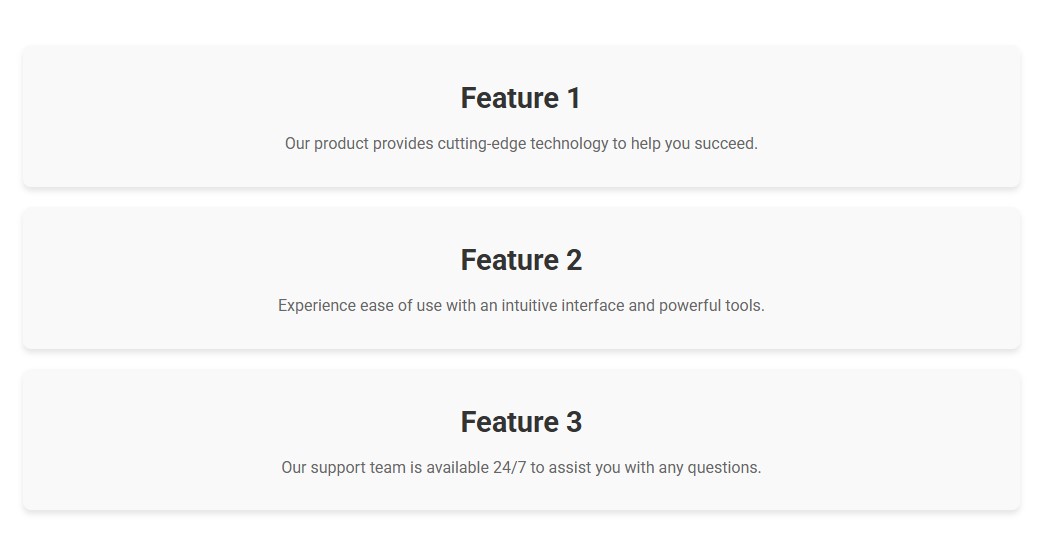 Feature 1
Our product provides cutting-edge technology to help you succeed.
Feature 2
Experience ease of use with an intuitive interface and powerful tools.
Feature 3
Our support team is available 24/7 to assist you with any questions.